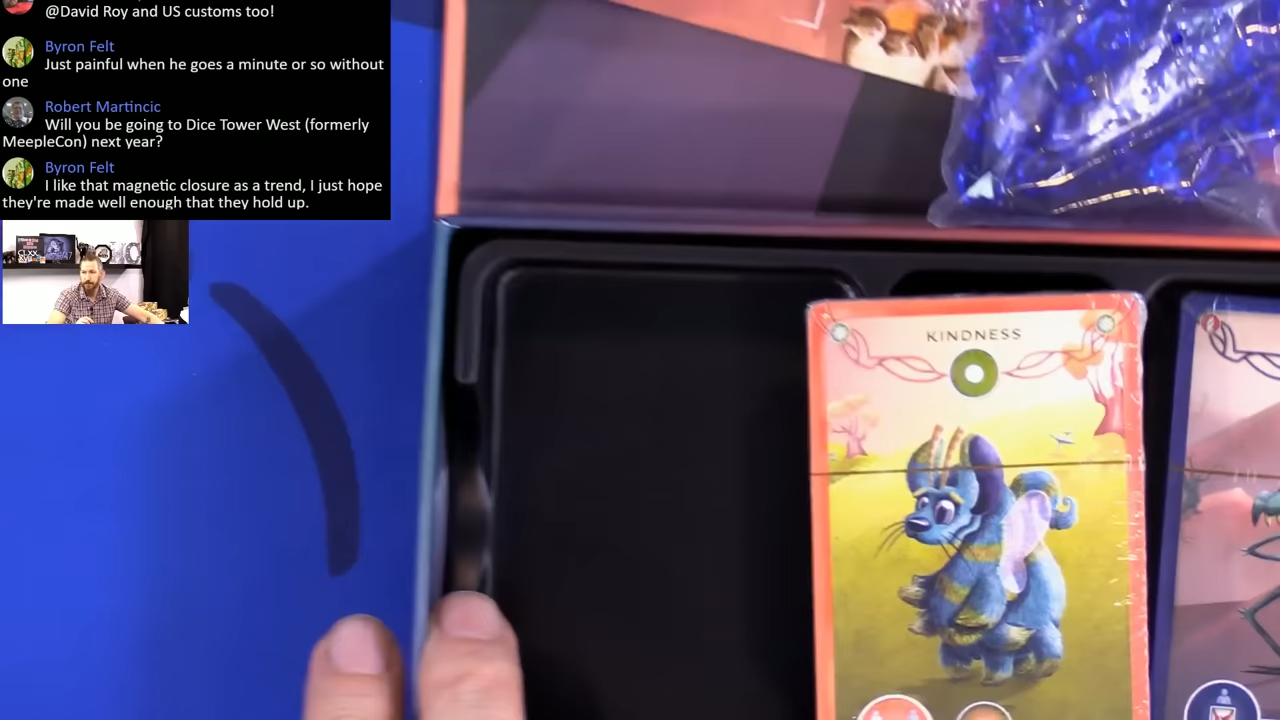 @David Roy and US customs too!
Byron Felt
Just painful when he goes a minute or so without
one
Robert Martincic
Will you be going to Dice Tower West (formerly
MeepleCon) next year?
Byron Felt
I like that magnetic closure as a trend, I just hope
they're made well enough that they hold up.
KINDNESS